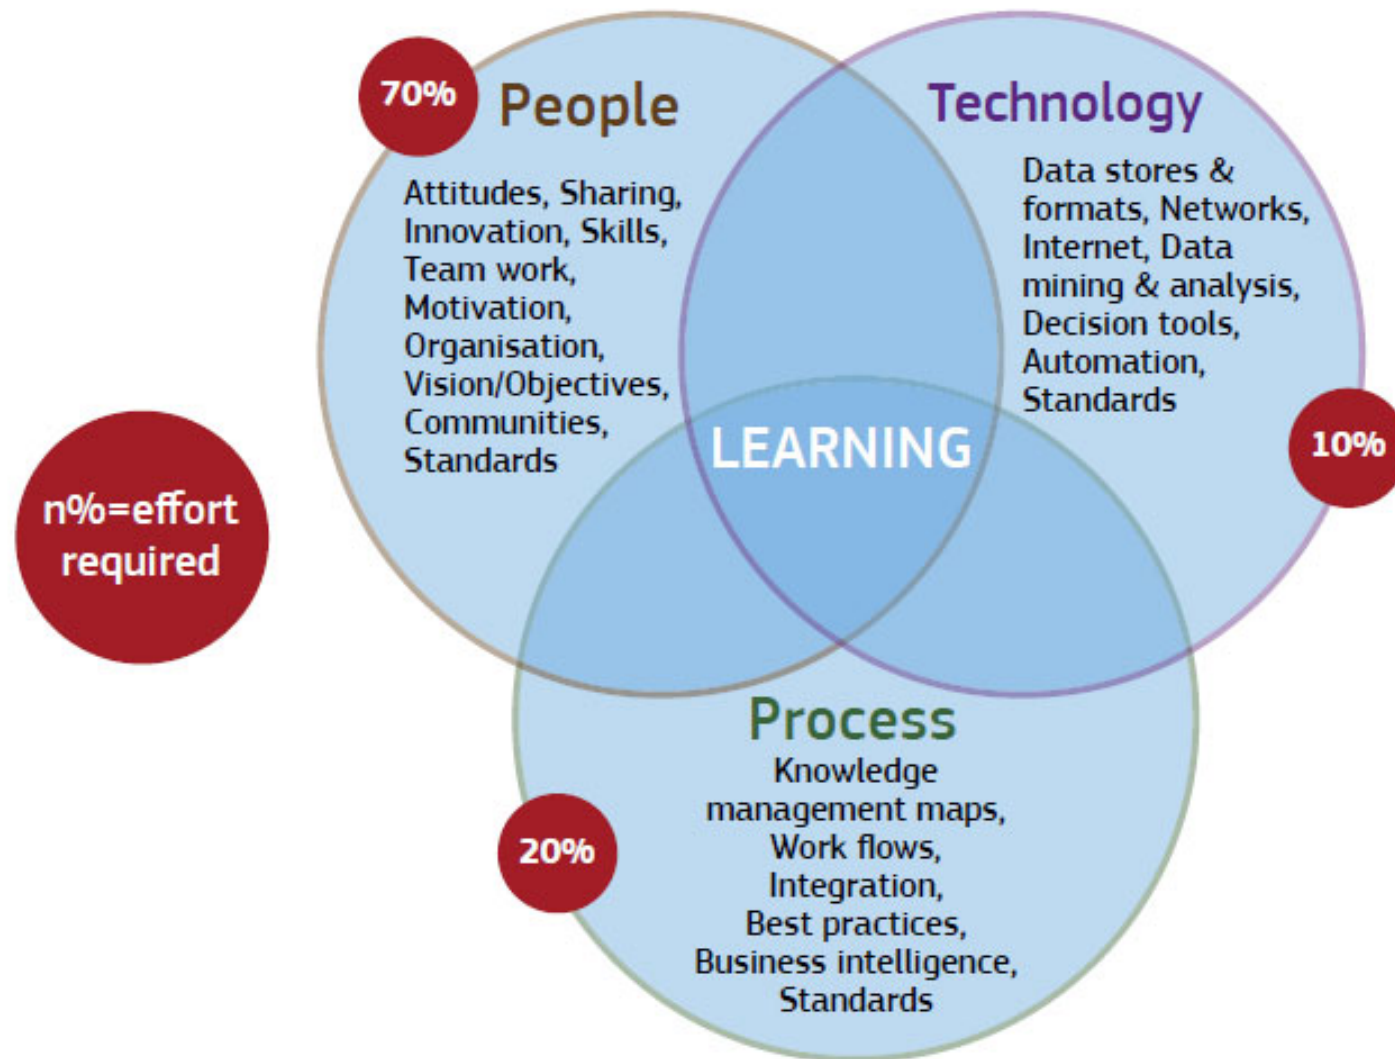 70%
People
Attitudes, Sharing,
Innovation, Skills,
Team work,
Motivation,
Organisation,
Vision/Objectives,
Communities,
Standards
Technology
Data stores &
formats, Networks,
Internet, Data
mining & analysis,
Decision tools,
Automation,
Standards
10%
LEARNING
n%=effort
required
Process
Knowledge
management maps,
Work flows,
Integration,
Best practices,
Business intelligence,
Standards
20%